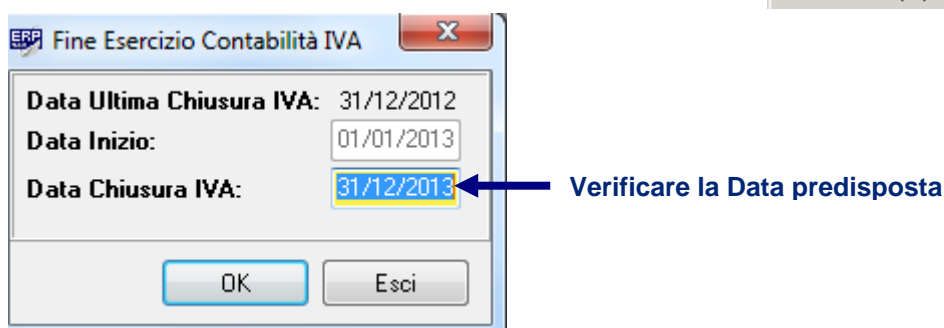 ERP Fine Esercizio Contabilità IVA
Data Ultima Chiusura IVA: 31/12/2012
Data Inizio: 01/01/2013
Data Chiusura IVA: 31/12/2013 Verificare la Data predisposta
OK Esci